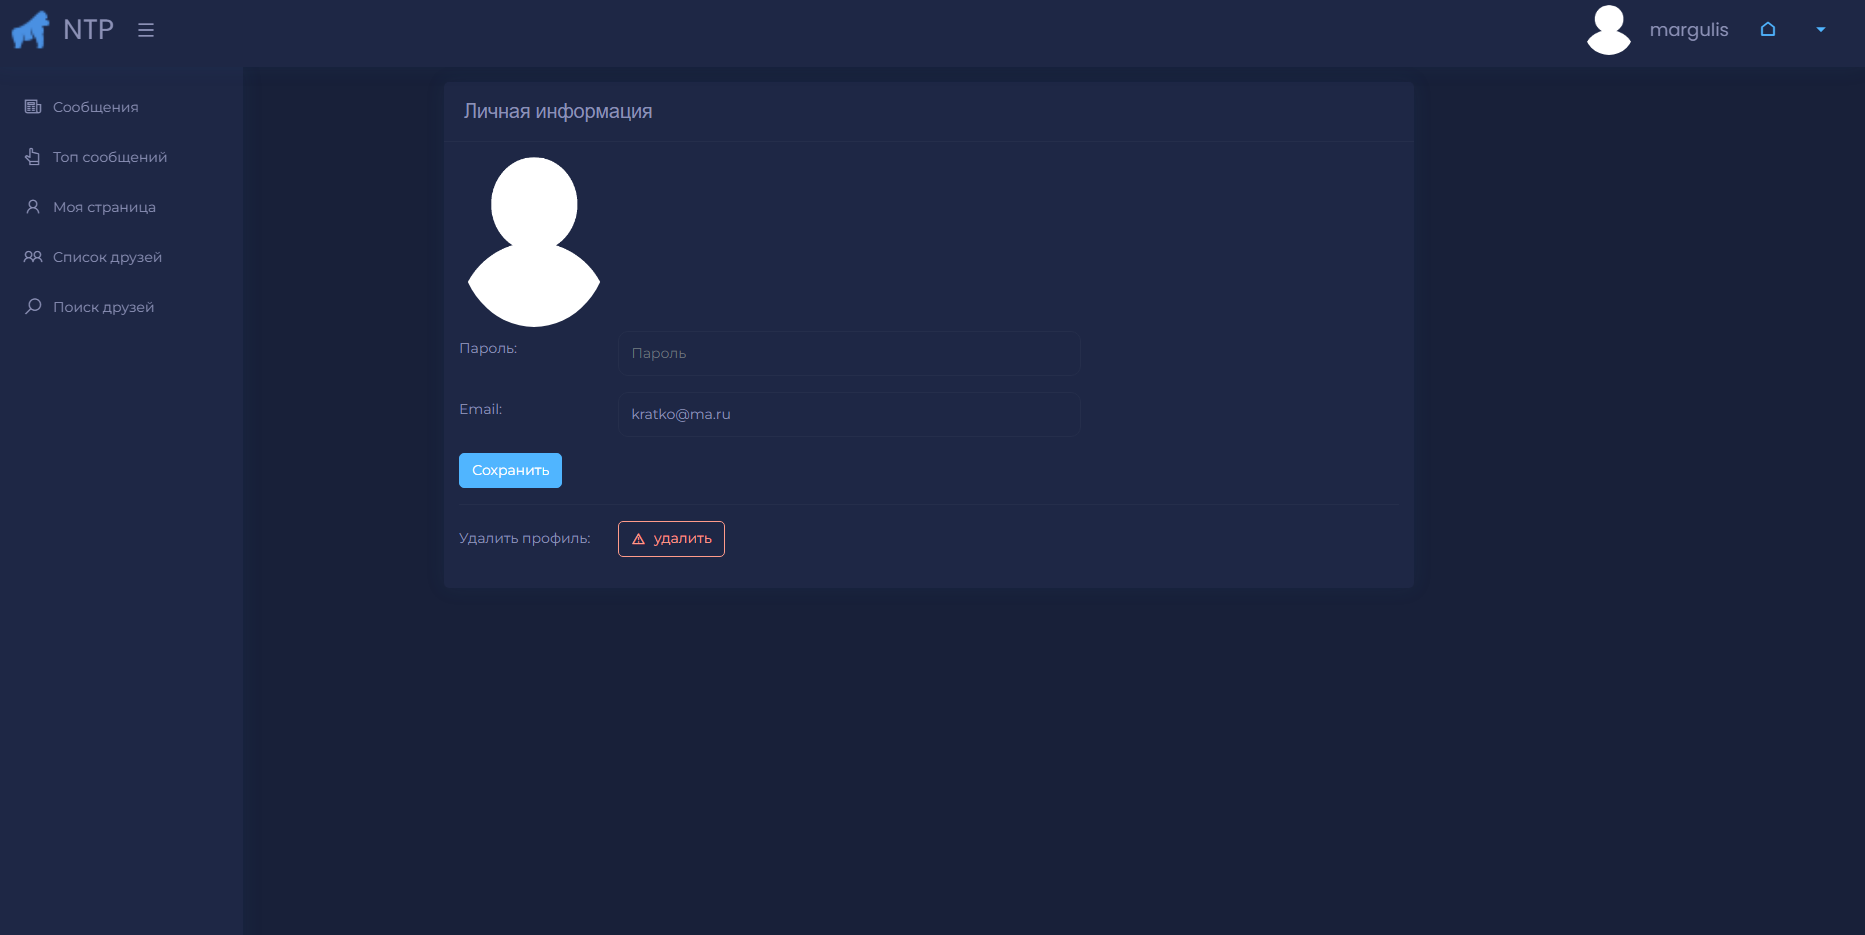 NTP
margulis
Сообщения
Топ сообщений
Моя страница
Список друзей
Поиск друзей
Личная информация
Пароль:
Пароль
Email:
kratko@ma.ru
Сохранить
Удалить профиль:
удалить